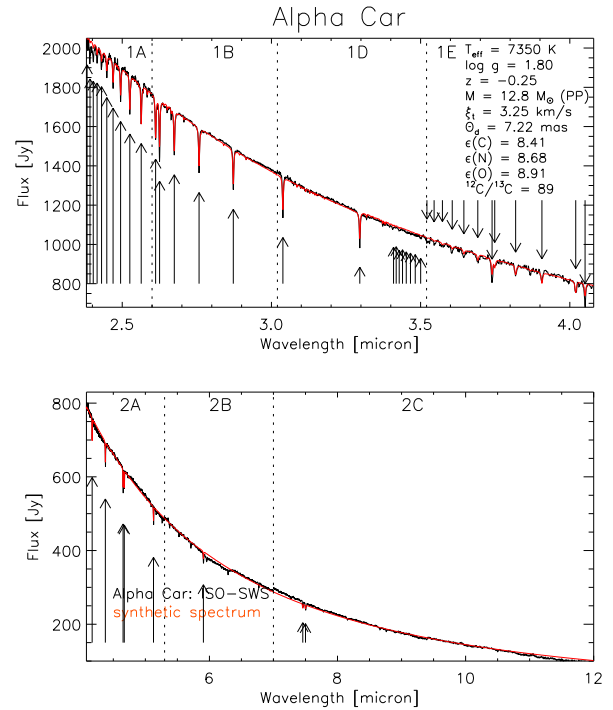 Alpha Car
1A 1B 1D 1E
T_eff = 7350 K
log g = 1.80
z = −0.25
M = 12.8 M_⊙ (PP)
ξ_t = 3.25 km/s
Θ_d = 7.22 mas
ϵ(C) = 8.41
ϵ(N) = 8.68
ϵ(O) = 8.91
¹²C/¹³C = 89
Flux [Jy]
2000
1800
1600
1400
1200
1000
800
2.5 3.0 3.5 4.0
Wavelength [micron]
2A 2B 2C
Flux [Jy]
800
600
400
200
Alpha Car: ISO−SWS
synthetic spectrum
6 8 10 12
Wavelength [micron]